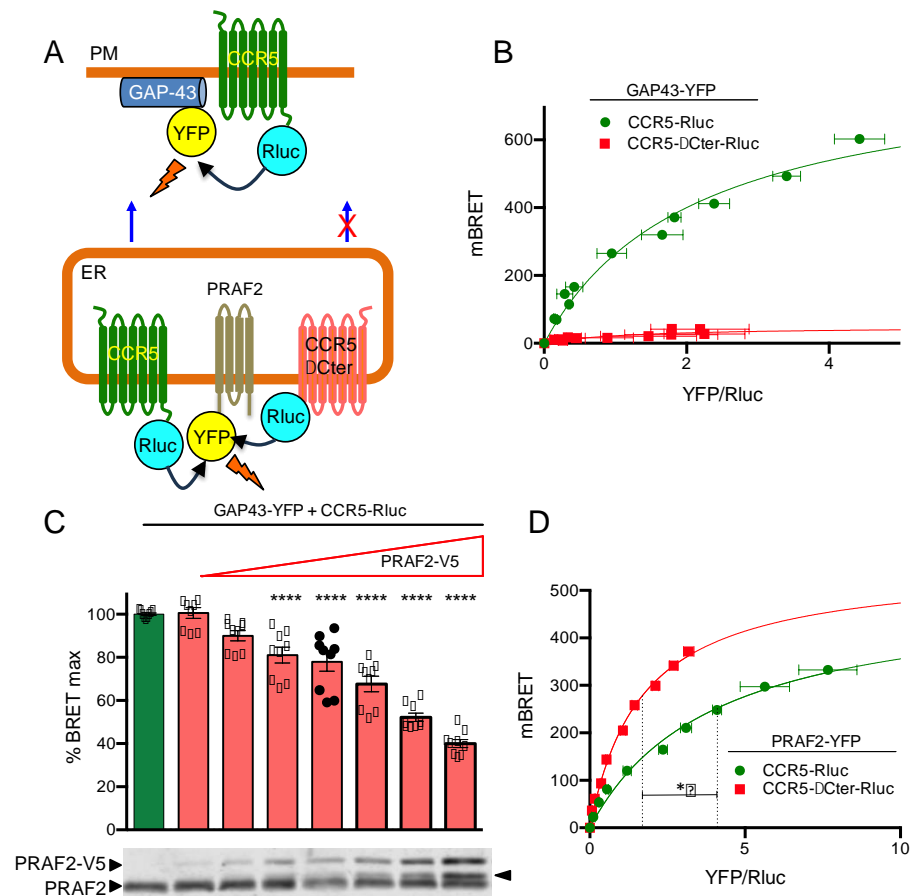 A
PM
CCR5
GAP-43
YFP
Rluc
ER
PRAF2
CCR5
CCR5
DCter
Rluc
YFP
Rluc
B
GAP43-YFP
CCR5-Rluc
CCR5-DCter-Rluc
600
400
200
0
mBRET
0 2 4
YFP/Rluc
C
GAP43-YFP + CCR5-Rluc
PRAF2-V5
**** **** **** **** ****
100
80
60
40
20
0
% BRET max
PRAF2-V5
PRAF2
D
500
400
300
200
100
0
mBRET
PRAF2-YFP
CCR5-Rluc
CCR5-DCter-Rluc
*
0 5 10
YFP/Rluc